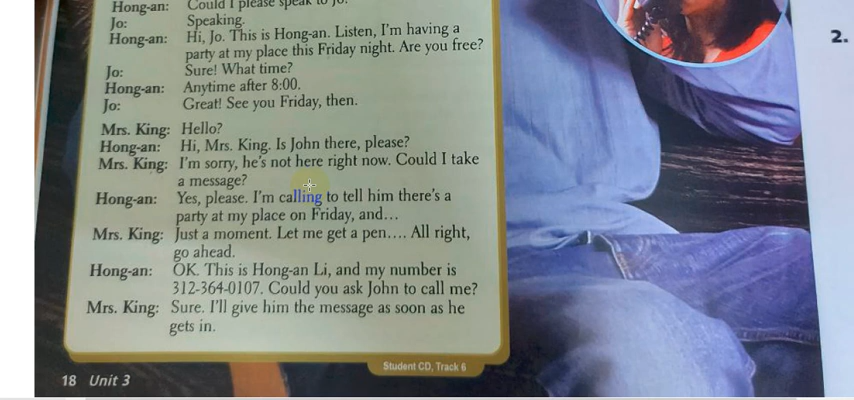 Hong-an: Could I please speak to Jo?
Jo: Speaking.
Hong-an: Hi, Jo. This is Hong-an. Listen, I'm having a
party at my place this Friday night. Are you free?
Jo: Sure! What time?
Hong-an: Anytime after 8:00.
Jo: Great! See you Friday, then.
Mrs. King: Hello?
Hong-an: Hi, Mrs. King. Is John there, please?
Mrs. King: I'm sorry, he's not here right now. Could I take
a message?
Hong-an: Yes, please. I'm calling to tell him there's a
party at my place on Friday, and...
Mrs. King: Just a moment. Let me get a pen.... All right,
go ahead.
Hong-an: OK. This is Hong-an Li, and my number is
312-364-0107. Could you ask John to call me?
Mrs. King: Sure. I'll give him the message as soon as he
gets in.
Student CD, Track 6
18 Unit 3
2.